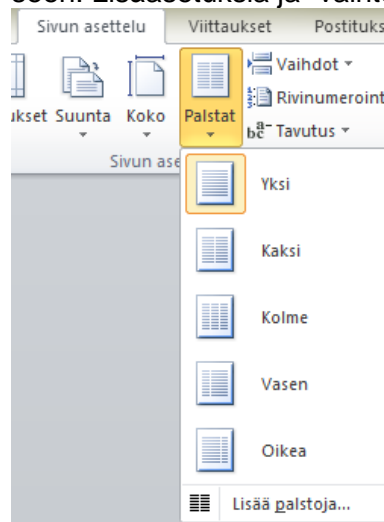 Sivun asettelu Viittaukset Postituks
Vaihdot
Rivinumeroint
ukset Suunta Koko Palstat
Tavutus
Sivun ase
Yksi
Kaksi
Kolme
Vasen
Oikea
Lisää palstoja...